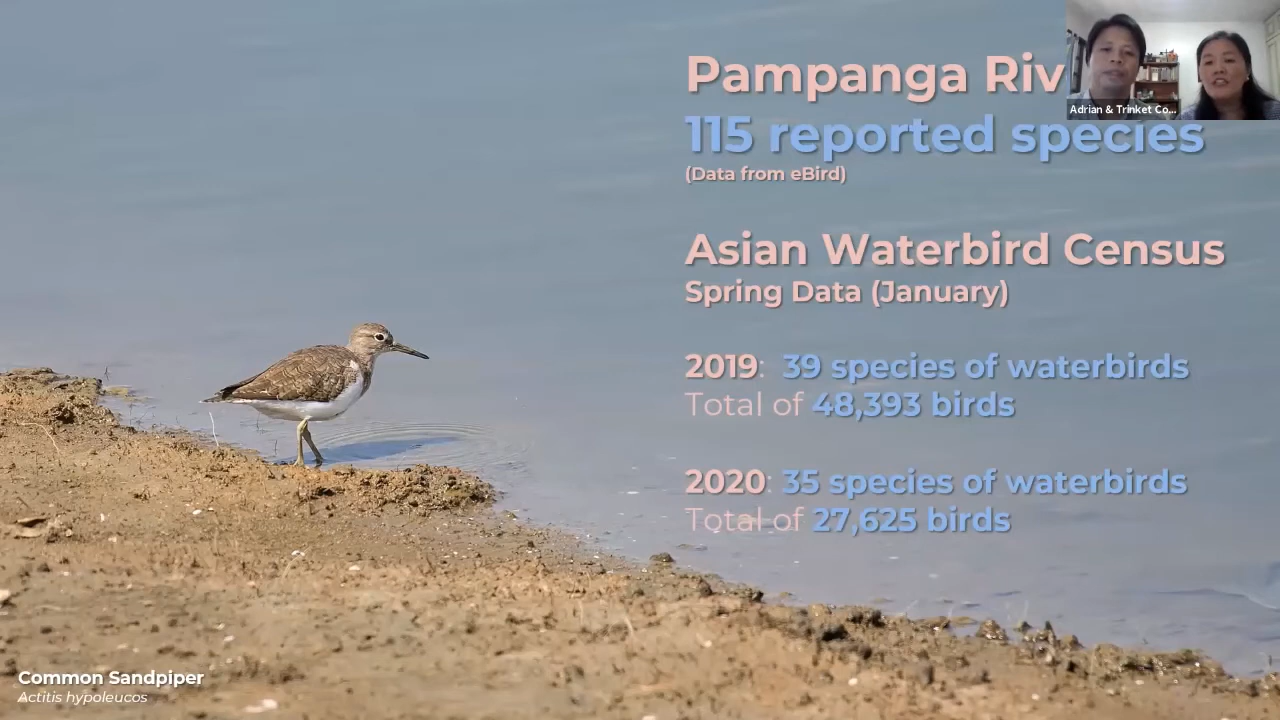 Pampanga Riv
115 reported species
(Data from eBird)
Asian Waterbird Census
Spring Data (January)
2019: 39 species of waterbirds
Total of 48,393 birds
2020: 35 species of waterbirds
Total of 27,625 birds
Common Sandpiper
Actitis hypoleucos
Adrian & Trinket Co...